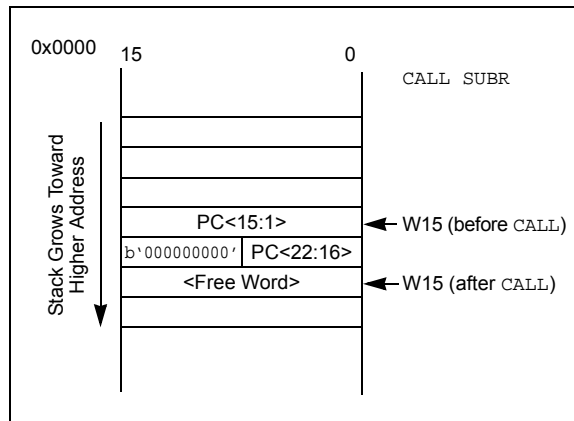 0x0000 15 0
CALL SUBR
Stack Grows Toward
Higher Address
PC<15:1> W15 (before CALL)
b‘000000000’ PC<22:16>
<Free Word> W15 (after CALL)